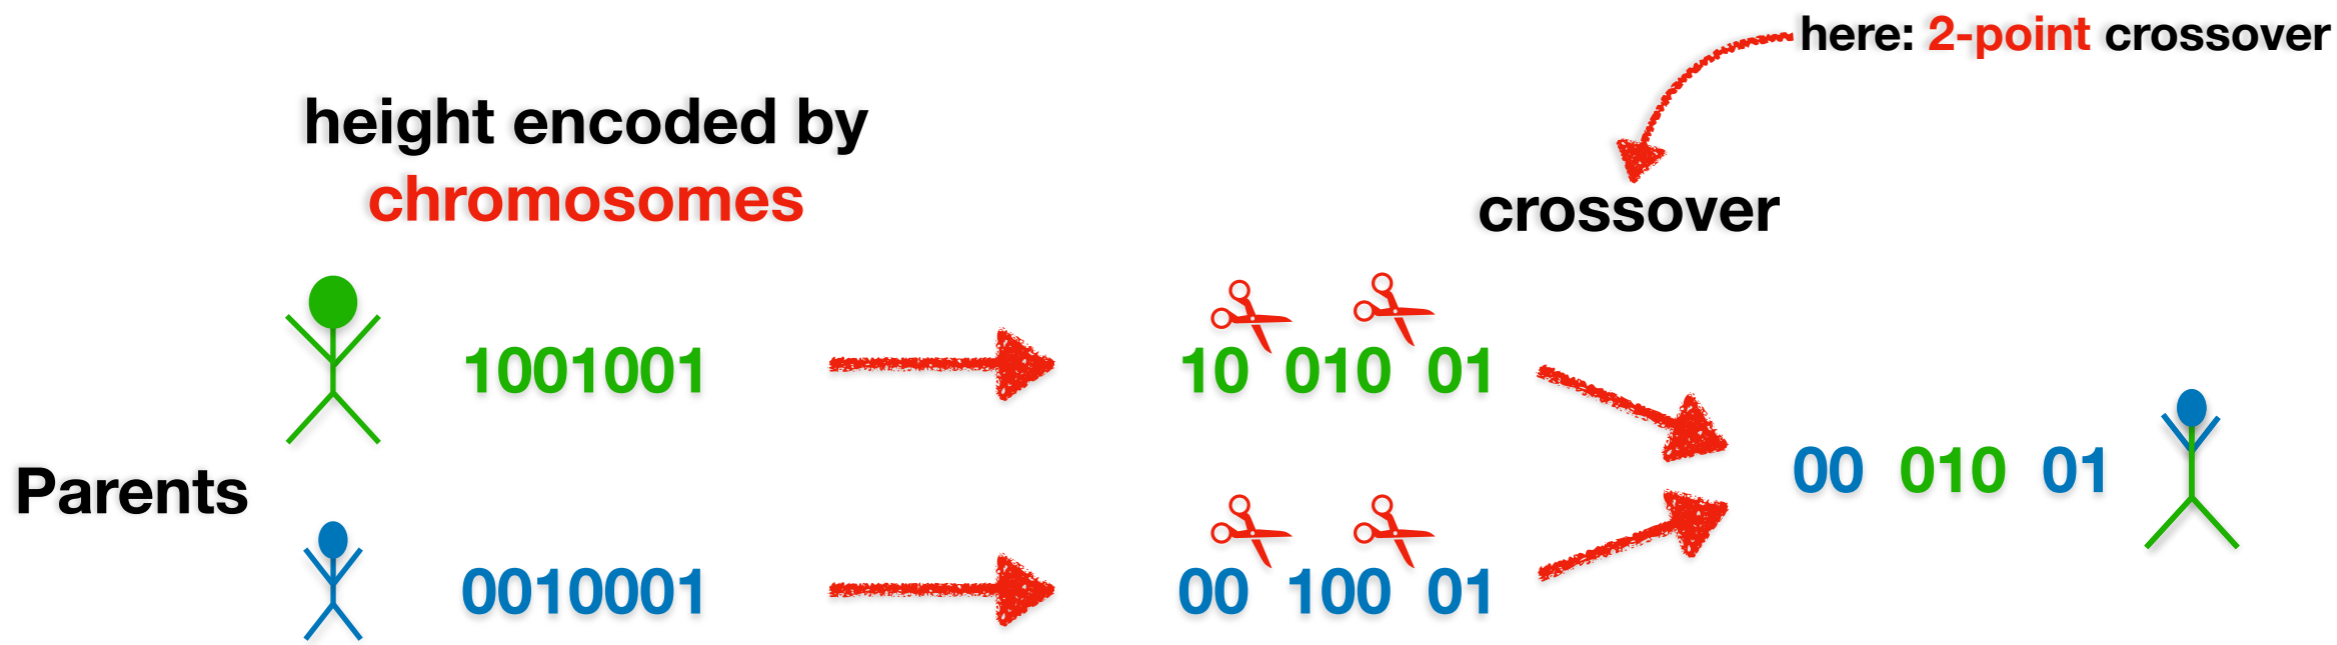 here: 2-point crossover
height encoded by
chromosomes
crossover
1001001
10 010 01
00 010 01
Parents
0010001
00 100 01